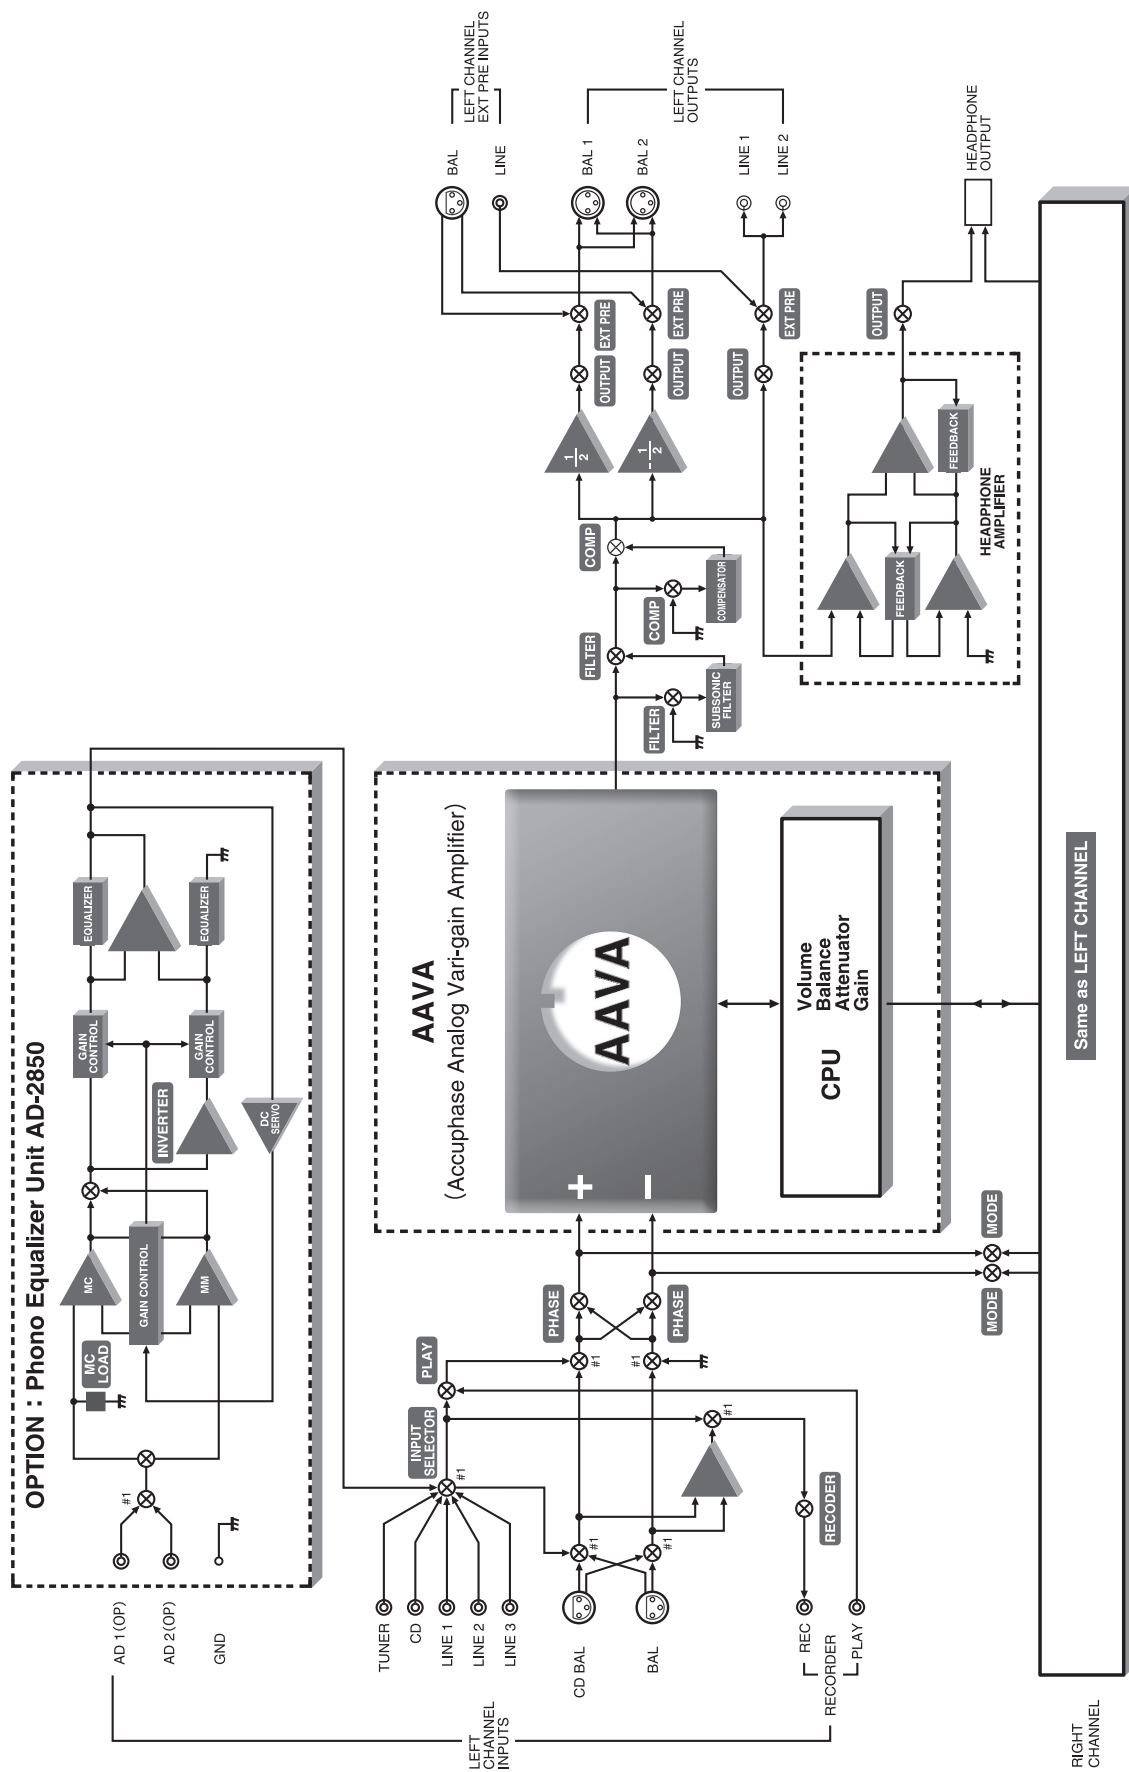 OPTION : Phono Equalizer Unit AD-2850
AD 1 (OP)
AD 2 (OP)
GND
#1
MC
LOAD
MC
GAIN CONTROL
MM
INVERTER
GAIN
CONTROL
GAIN
CONTROL
DC
SERVO
EQUALIZER
EQUALIZER
LEFT
CHANNEL
INPUTS
TUNER
CD
LINE 1
LINE 2
LINE 3
CD BAL
BAL
REC
RECORDER
PLAY
INPUT
SELECTOR
#1
PLAY
#1
#1
#1
RECODER
#1
#1
PHASE
PHASE
MODE
MODE
AAVA
(Accuphase Analog Vari-gain Amplifier)
+
−
AAVA
CPU
Volume
Balance
Attenuator
Gain
FILTER
FILTER
SUBSONIC
FILTER
COMP
COMP
COMPENSATOR
1
2
- 1
2
OUTPUT
EXT PRE
OUTPUT
EXT PRE
OUTPUT
EXT PRE
BAL
LINE
LEFT CHANNEL
EXT PRE INPUTS
BAL 1
BAL 2
LINE 1
LINE 2
LEFT CHANNEL
OUTPUTS
FEEDBACK
FEEDBACK
HEADPHONE
AMPLIFIER
OUTPUT
HEADPHONE
OUTPUT
RIGHT
CHANNEL
Same as LEFT CHANNEL